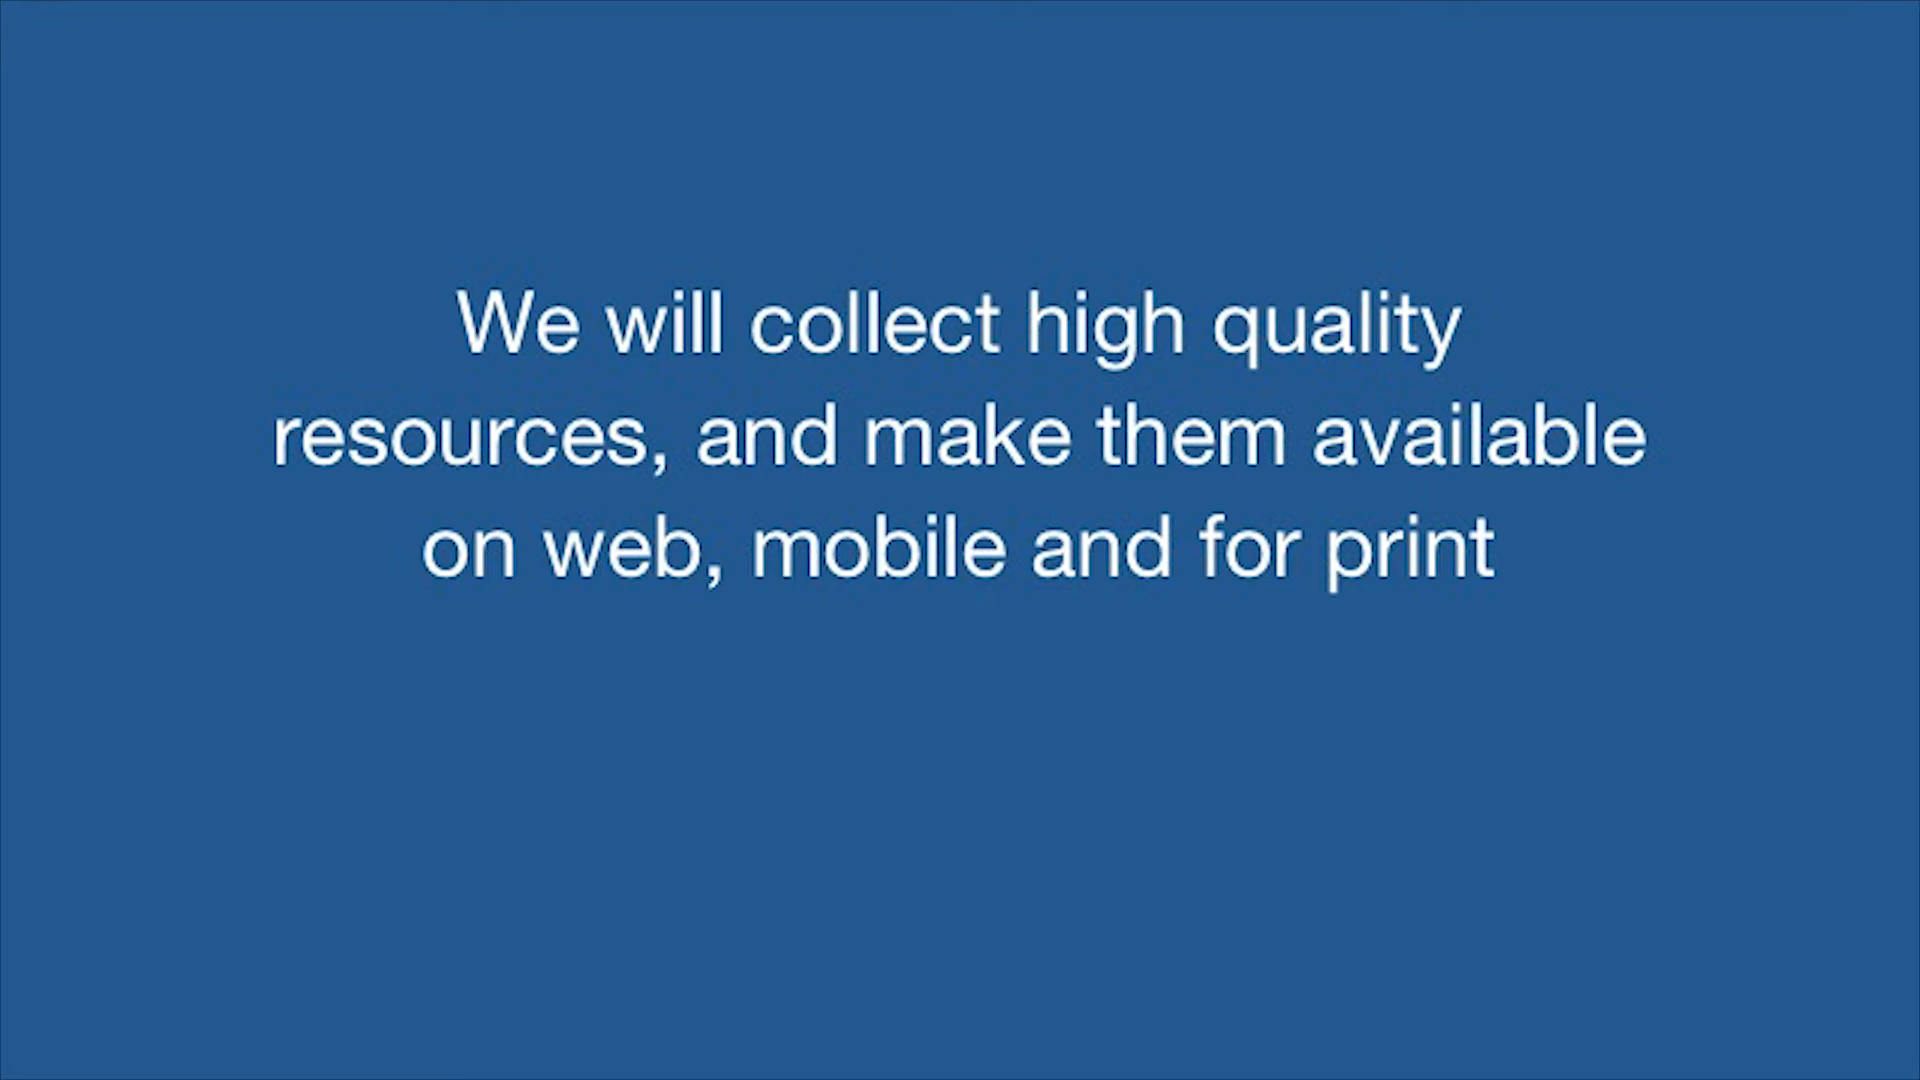 We will collect high quality
resources, and make them available
on web, mobile and for print